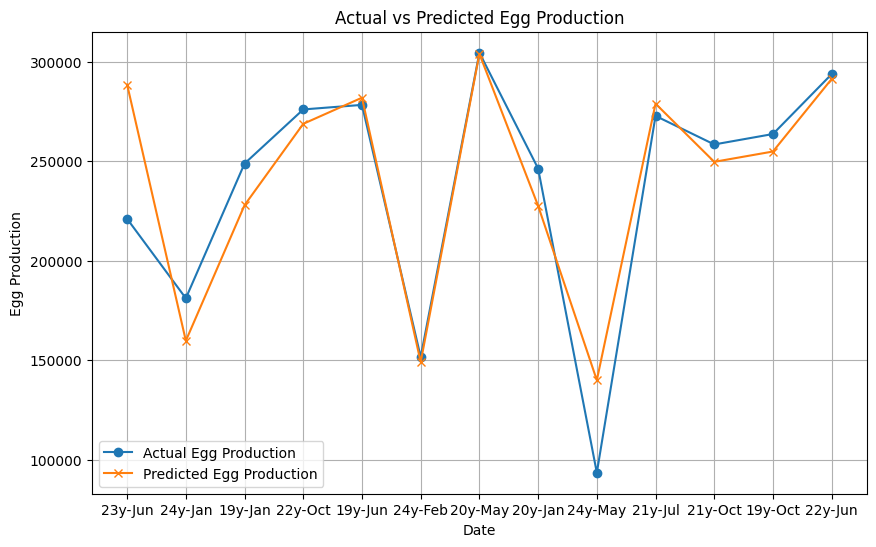 Actual vs Predicted Egg Production
300000
250000
200000
150000
100000
Egg Production
Actual Egg Production
Predicted Egg Production
23y-Jun 24y-Jan 19y-Jan 22y-Oct 19y-Jun 24y-Feb 20y-May 20y-Jan 24y-May 21y-Jul 21y-Oct 19y-Oct 22y-Jun
Date